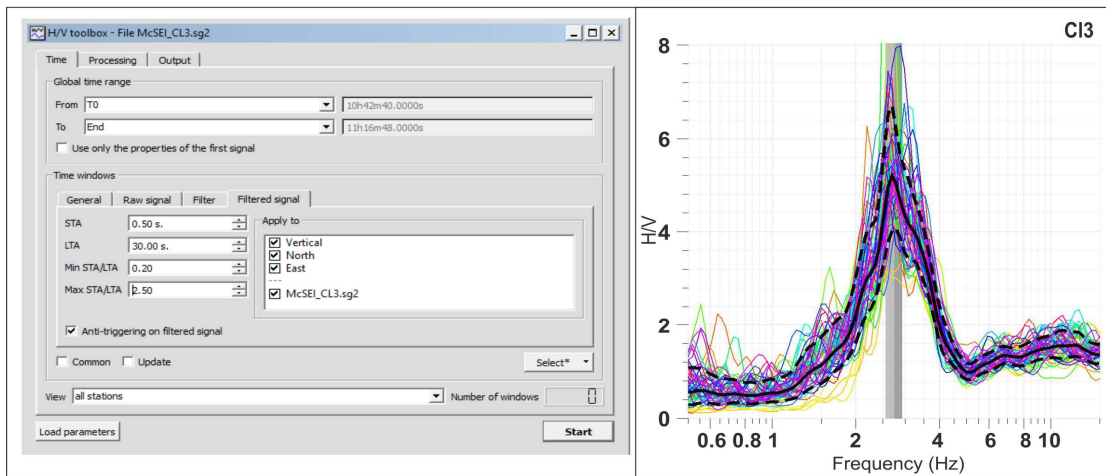 H/V toolbox - File McSEI_CL3.sg2
Time Processing Output
Global time range
From T0 10h42m40.0000s
To End 11h16m48.0000s
Use only the properties of the first signal
Time windows
General Raw signal Filter Filtered signal
STA 0.50 s.
LTA 30.00 s.
Min STA/LTA 0.20
Max STA/LTA 2.50
Apply to
Vertical
North
East
---
McSEI_CL3.sg2
Anti-triggering on filtered signal
Common Update Select*
View all stations Number of windows 0
Load parameters Start
Cl3
8
6
4
2
0
H/V
0.6 0.8 1 2 4 6 8 10
Frequency (Hz)